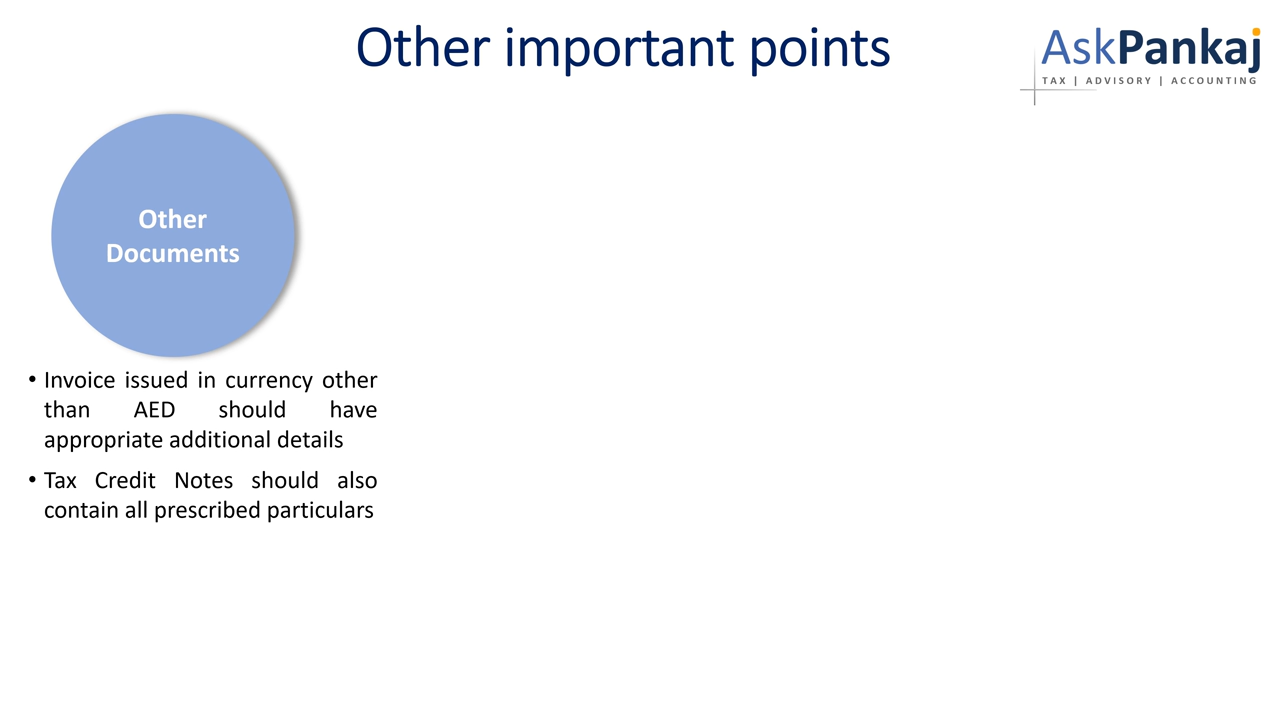 Other important points
AskPankaj
TAX | ADVISORY | ACCOUNTING
Other
Documents
• Invoice issued in currency other
than AED should have
appropriate additional details
• Tax Credit Notes should also
contain all prescribed particulars